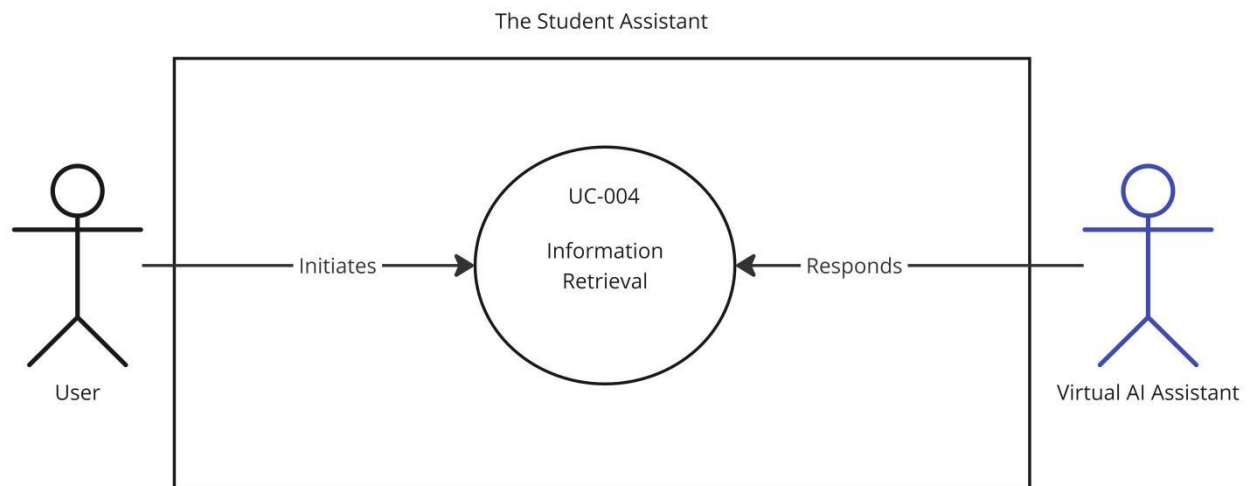 The Student Assistant
UC-004
Information
Retrieval
Initiates
Responds
User
Virtual AI Assistant